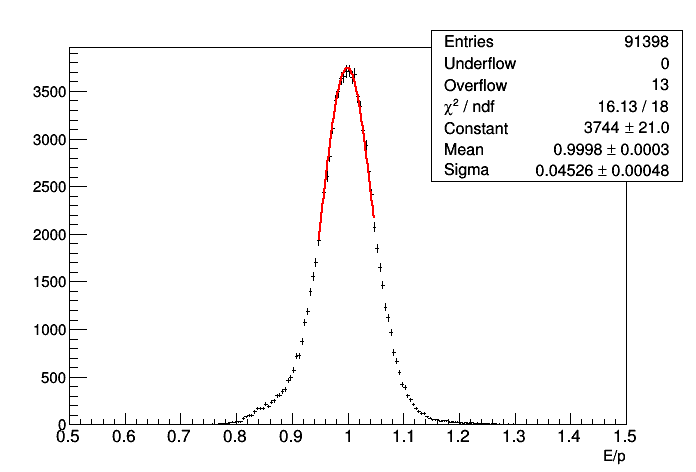 Entries 91398
Underflow 0
Overflow 13
χ² / ndf 16.13 / 18
Constant 3744 ± 21.0
Mean 0.9998 ± 0.0003
Sigma 0.04526 ± 0.00048
3500
3000
2500
2000
1500
1000
500
0
0.5 0.6 0.7 0.8 0.9 1 1.1 1.2 1.3 1.4 1.5
E/p